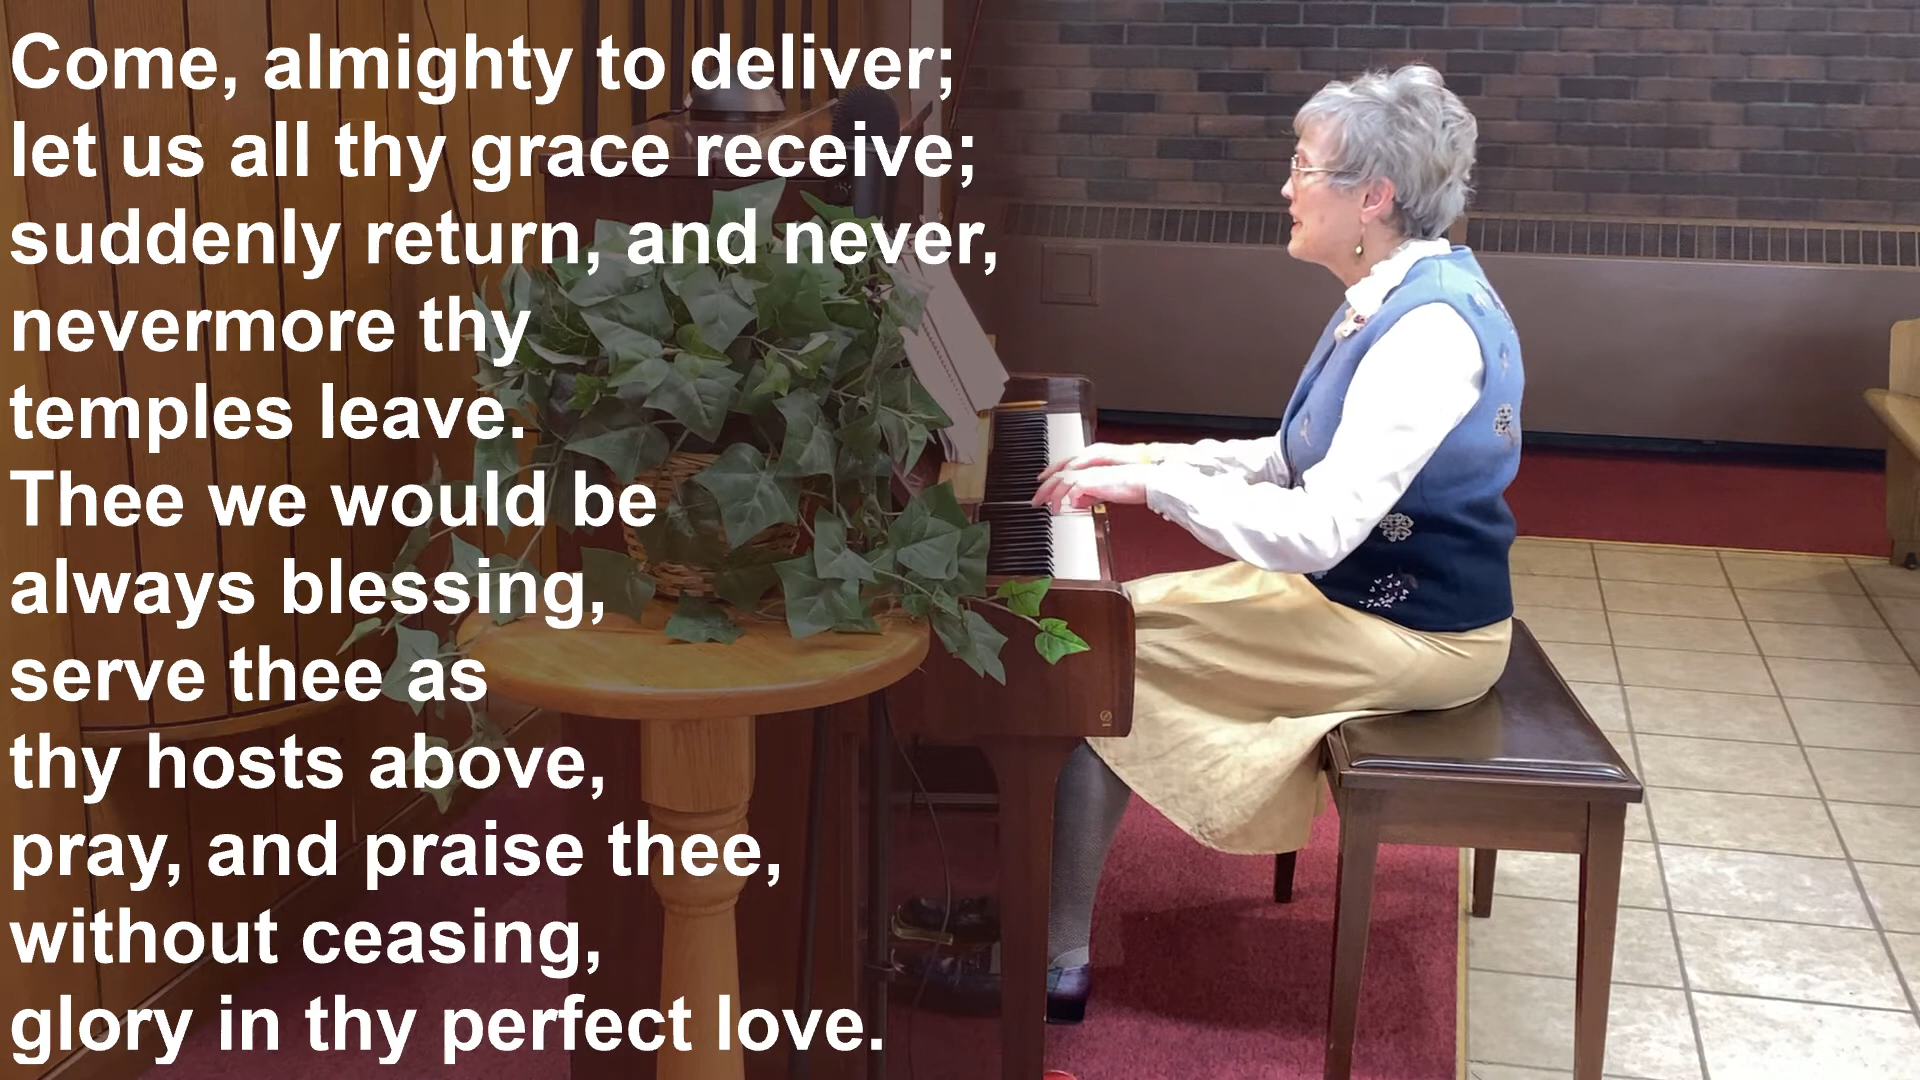 Come, almighty to deliver;
let us all thy grace receive;
suddenly return, and never,
nevermore thy
temples leave.
Thee we would be
always blessing,
serve thee as
thy hosts above,
pray, and praise thee,
without ceasing,
glory in thy perfect love.